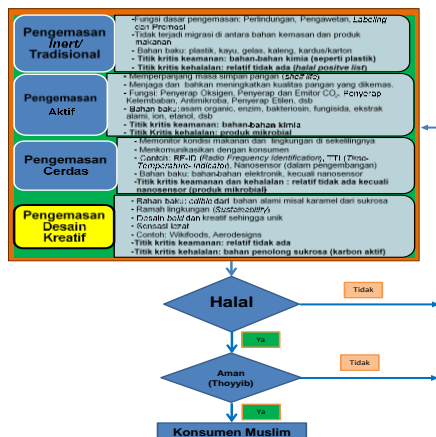 Pengemasan
Inert/
Tradisional
-Fungsi dasar pengemasan: Perlindungan, Pengawetan, Labeling
dan Promosi
-Tidak terjadi migrasi di antara bahan kemasan dan produk
makanan
- Bahan baku: plastik, kayu, gelas, kaleng, kardus/karton
- Titik kritis keamanan: bahan-bahan kimia (seperti plastik)
- Titik kritis kehalalan: relatif tidak ada (halal positve list)
Pengemasan
Aktif
- Memperpanjang masa simpan pangan (shelf life)
- Menjaga dan bahkan meningkatkan kualitas pangan yang dikemas.
- Fungsi: Penyerap Oksigen, Penyerap dan Emitor CO2, Penyerap
Kelembaban, Antimikroba, Penyerap Etilen, dsb
- Bahan baku: asam organic, enzim, bakteriosin, fungisida, ekstrak
alami, ion, etanol, dsb
- Titik kritis keamanan: bahan-bahan kimia
- Titik Kritis kehalalan: produk mikrobial
Pengemasan
Cerdas
- Memonitor kondisi makanan dan lingkungan di sekelilingnya
- Mengkomunikasikan dengan konsumen
- Contoh: RF-ID (Radio Frequency Identification), TTI (Time-
Temperature-Indicator), Nanosensor (dalam pengembangan)
- Bahan baku: bahan-bahan elektronik, kecuali nanosensor
-Titik kritis keamanan dan kehalalan : relatif tidak ada kecuali
nanosensor (produk mikrobial)
Pengemasan
Desain
Kreatif
- Bahan baku: edible dari bahan alami misal karamel dari sukrosa
- Ramah lingkungan (Sustainability)
- Desain bold dan kreatif sehingga unik
- Sensasi lezat
- Contoh: Wikifoods, Aerodesigns
-Titik kritis keamanan: relatif tidak ada
-Titik kritis kehalalan: bahan penolong sukrosa (karbon aktif)
Halal
Tidak
Ya
Aman
(Thoyyib)
Tidak
Ya
Konsumen Muslim